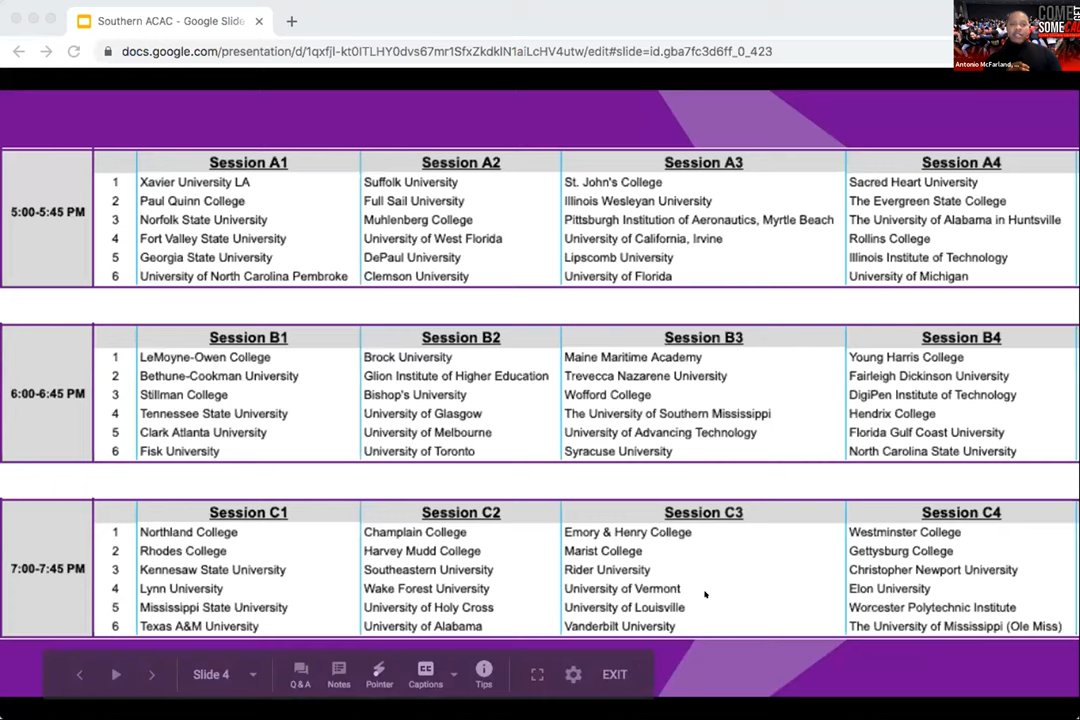 Southern ACAC - Google Slide
docs.google.com/presentation/d/1qxfjl-kt0ITLHY0dvs67mr1SfxZkdkIN1aiLcHV4utw/edit#slide=id.gba7fc3d6ff_0_423
COME GET
SOME
Antonio McFarland, ...
Session A1 Session A2 Session A3 Session A4
5:00-5:45 PM
1 Xavier University LA Suffolk University St. John's College Sacred Heart University
2 Paul Quinn College Full Sail University Illinois Wesleyan University The Evergreen State College
3 Norfolk State University Muhlenberg College Pittsburgh Institution of Aeronautics, Myrtle Beach The University of Alabama in Huntsville
4 Fort Valley State University University of West Florida University of California, Irvine Rollins College
5 Georgia State University DePaul University Lipscomb University Illinois Institute of Technology
6 University of North Carolina Pembroke Clemson University University of Florida University of Michigan
Session B1 Session B2 Session B3 Session B4
6:00-6:45 PM
1 LeMoyne-Owen College Brock University Maine Maritime Academy Young Harris College
2 Bethune-Cookman University Glion Institute of Higher Education Trevecca Nazarene University Fairleigh Dickinson University
3 Stillman College Bishop's University Wofford College DigiPen Institute of Technology
4 Tennessee State University University of Glasgow The University of Southern Mississippi Hendrix College
5 Clark Atlanta University University of Melbourne University of Advancing Technology Florida Gulf Coast University
6 Fisk University University of Toronto Syracuse University North Carolina State University
Session C1 Session C2 Session C3 Session C4
7:00-7:45 PM
1 Northland College Champlain College Emory & Henry College Westminster College
2 Rhodes College Harvey Mudd College Marist College Gettysburg College
3 Kennesaw State University Southeastern University Rider University Christopher Newport University
4 Lynn University Wake Forest University University of Vermont Elon University
5 Mississippi State University University of Holy Cross University of Louisville Worcester Polytechnic Institute
6 Texas A&M University University of Alabama Vanderbilt University The University of Mississippi (Ole Miss)
Slide 4 Q & A Notes Pointer CC Captions Tips EXIT